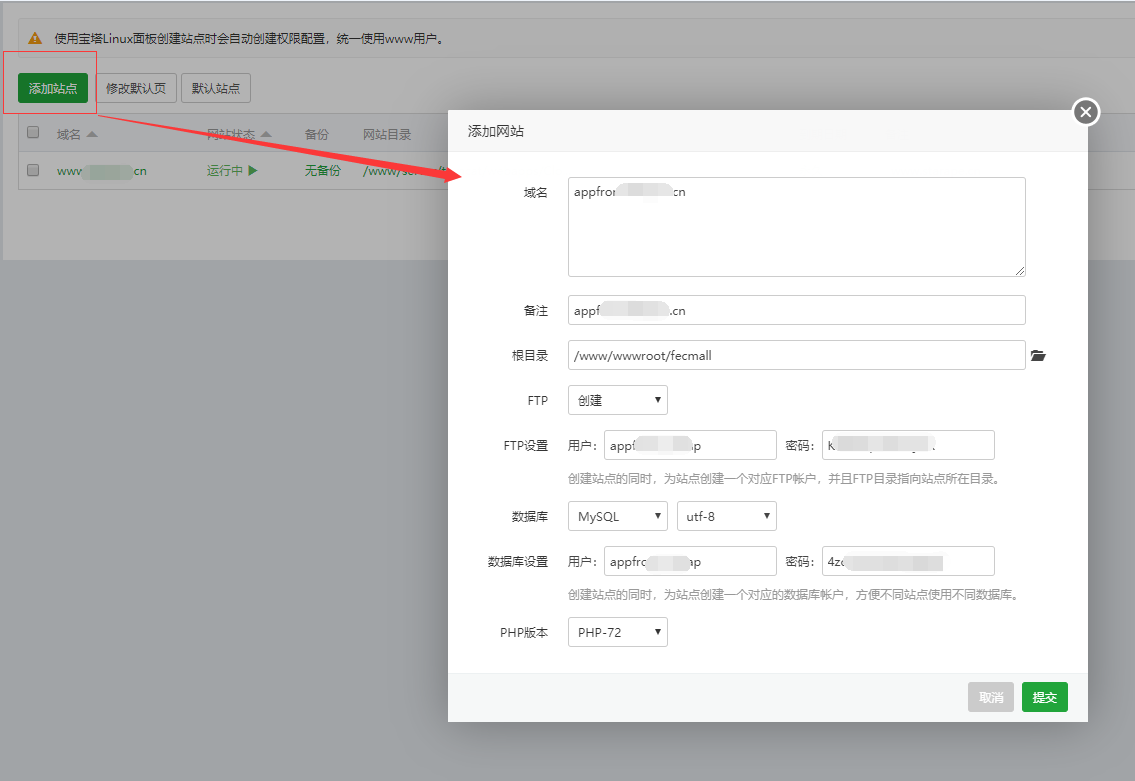 使用宝塔Linux面板创建站点时会自动创建权限配置，统一使用www用户。
添加站点 修改默认页 默认站点
域名 网站状态 备份 网站目录
www cn 运行中 无备份
添加网站
域名 appfro cn
备注 appf .cn
根目录 /www/wwwroot/fecmall
FTP 创建
FTP设置 用户： appf p 密码： K
创建站点的同时，为站点创建一个对应FTP帐户，并且FTP目录指向站点所在目录。
数据库 MySQL utf-8
数据库设置 用户： appfro ap 密码： 4z
创建站点的同时，为站点创建一个对应的数据库帐户，方便不同站点使用不同数据库。
PHP版本 PHP-72
取消 提交